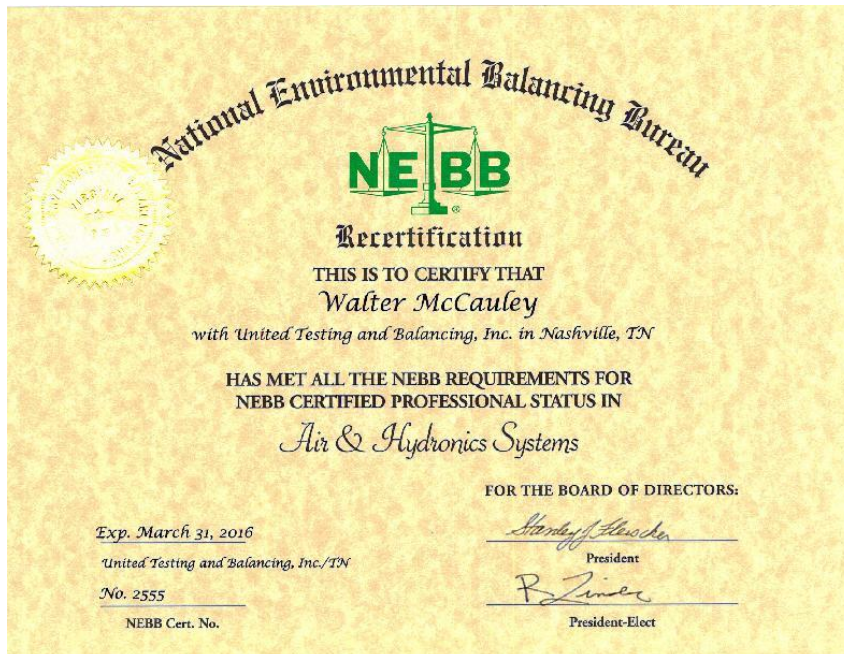 National Environmental Balancing Bureau
NEBB®
Recertification
THIS IS TO CERTIFY THAT
Walter McCauley
with United Testing and Balancing, Inc. in Nashville, TN
HAS MET ALL THE NEBB REQUIREMENTS FOR
NEBB CERTIFIED PROFESSIONAL STATUS IN
Air & Hydronics Systems
FOR THE BOARD OF DIRECTORS:
Exp. March 31, 2016
Stanley J Fleischer
President
United Testing and Balancing, Inc./TN
No. 2555
R Linder
President-Elect
NEBB Cert. No.